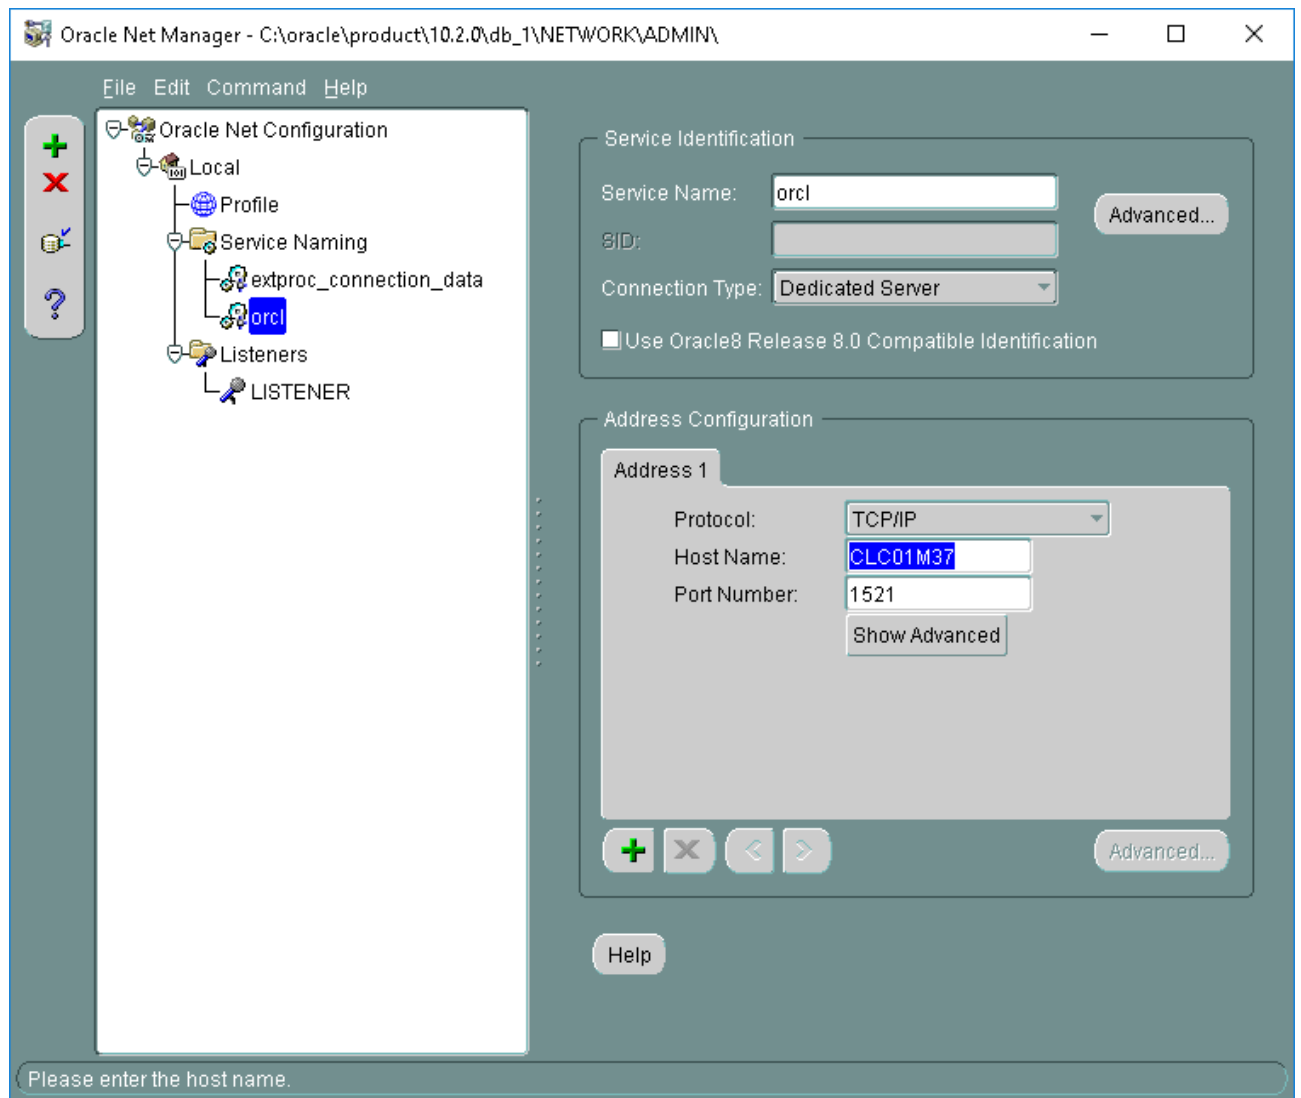 Oracle Net Manager - C:\oracle\product\10.2.0\db_1\NETWORK\ADMIN\
File Edit Command Help
Oracle Net Configuration
Local
Profile
Service Naming
extproc_connection_data
orcl
Listeners
LISTENER
Service Identification
Service Name: orcl
Advanced...
SID:
Connection Type: Dedicated Server
Use Oracle8 Release 8.0 Compatible Identification
Address Configuration
Address 1
Protocol: TCP/IP
Host Name: CLC01M37
Port Number: 1521
Show Advanced
Advanced...
Help
Please enter the host name.